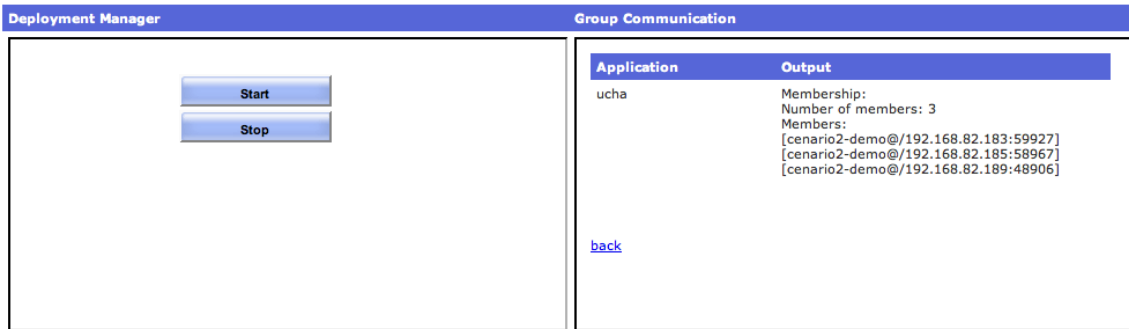 Deployment Manager
Group Communication
Start
Stop
Application Output
ucha Membership:
Number of members: 3
Members:
[cenario2-demo@/192.168.82.183:59927]
[cenario2-demo@/192.168.82.185:58967]
[cenario2-demo@/192.168.82.189:48906]
back